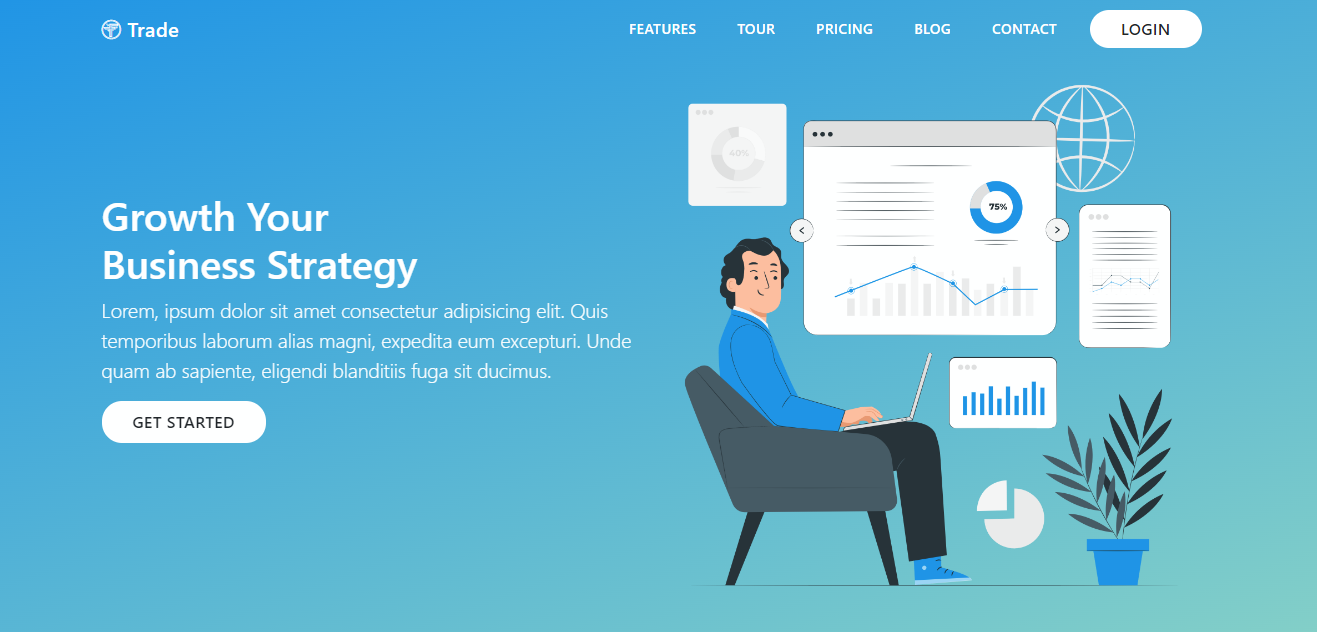 Trade
FEATURES
TOUR
PRICING
BLOG
CONTACT
LOGIN
40%
75%
Growth Your
Business Strategy
Lorem, ipsum dolor sit amet consectetur adipisicing elit. Quis
temporibus laborum alias magni, expedita eum excepturi. Unde
quam ab sapiente, eligendi blanditiis fuga sit ducimus.
GET STARTED